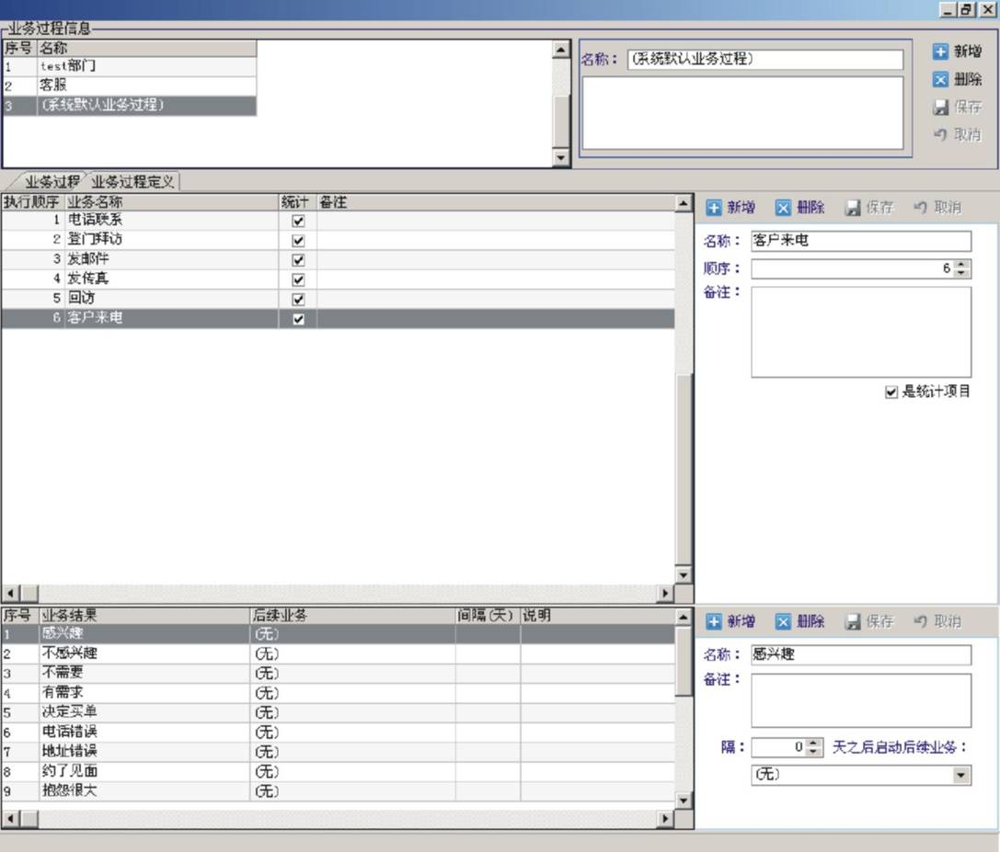 业务过程信息
序号 名称
1 test部门
2 客服
3 (系统默认业务过程)
名称： (系统默认业务过程)
新增
删除
保存
取消
业务过程 业务过程定义
执行顺序 业务名称 统计 备注
1 电话联系
2 登门拜访
3 发邮件
4 发传真
5 回访
6 客户来电
新增 删除 保存 取消
名称： 客户来电
顺序： 6
备注：
是统计项目
序号 业务结果 后续业务 间隔(天) 说明
1 感兴趣 (无)
2 不感兴趣 (无)
3 不需要 (无)
4 有需求 (无)
5 决定买单 (无)
6 电话错误 (无)
7 地址错误 (无)
8 约了见面 (无)
9 抱怨很大 (无)
新增 删除 保存 取消
名称： 感兴趣
备注：
隔： 0 天之后启动后续业务：
(无)